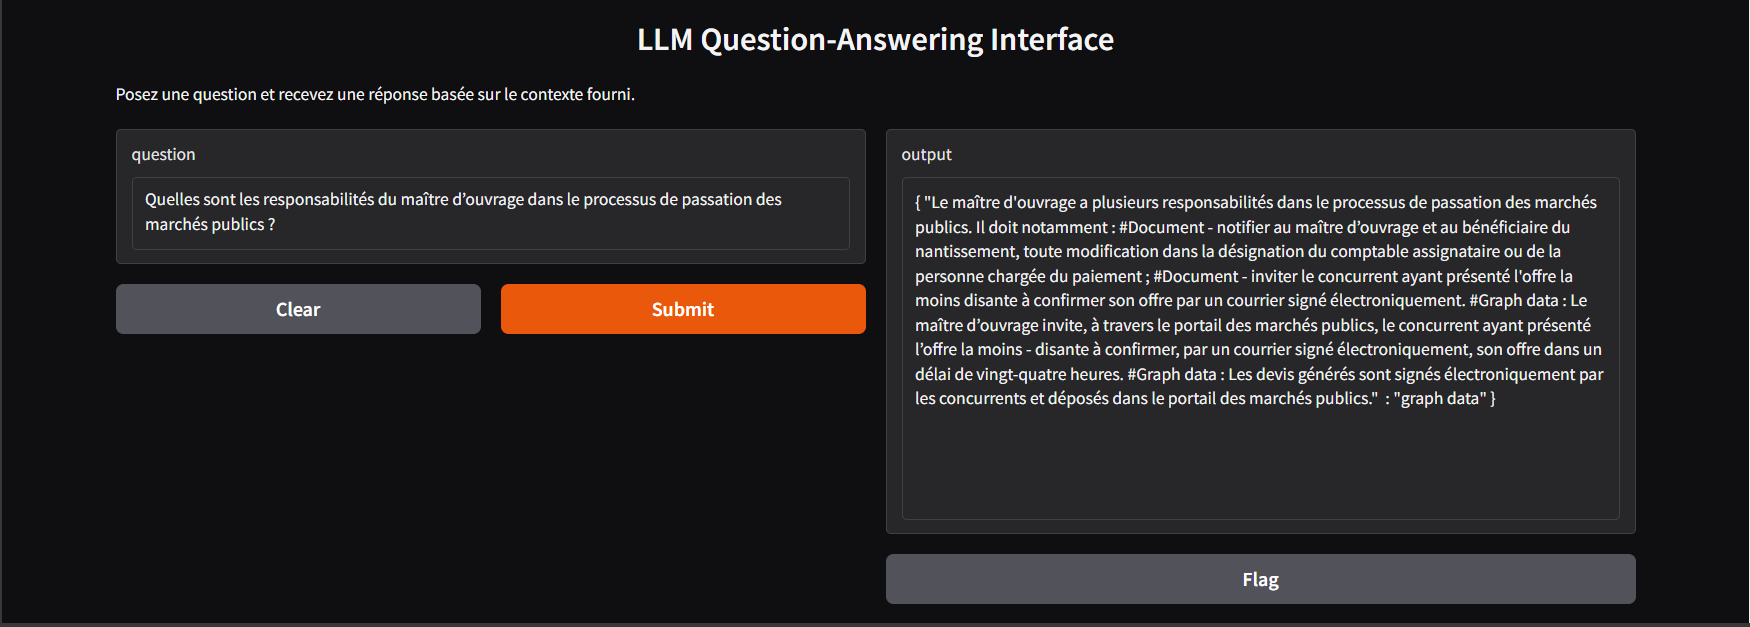 LLM Question-Answering Interface
Posez une question et recevez une réponse basée sur le contexte fourni.
question
Quelles sont les responsabilités du maître d’ouvrage dans le processus de passation des
marchés publics ?
Clear
Submit
output
{ "Le maître d'ouvrage a plusieurs responsabilités dans le processus de passation des marchés
publics. Il doit notamment : #Document - notifier au maître d’ouvrage et au bénéficiaire du
nantissement, toute modification dans la désignation du comptable assignataire ou de la
personne chargée du paiement ; #Document - inviter le concurrent ayant présenté l'offre la
moins disante à confirmer son offre par un courrier signé électroniquement. #Graph data : Le
maître d’ouvrage invite, à travers le portail des marchés publics, le concurrent ayant présenté
l’offre la moins - disante à confirmer, par un courrier signé électroniquement, son offre dans un
délai de vingt-quatre heures. #Graph data : Les devis générés sont signés électroniquement par
les concurrents et déposés dans le portail des marchés publics."  : "graph data" }
Flag